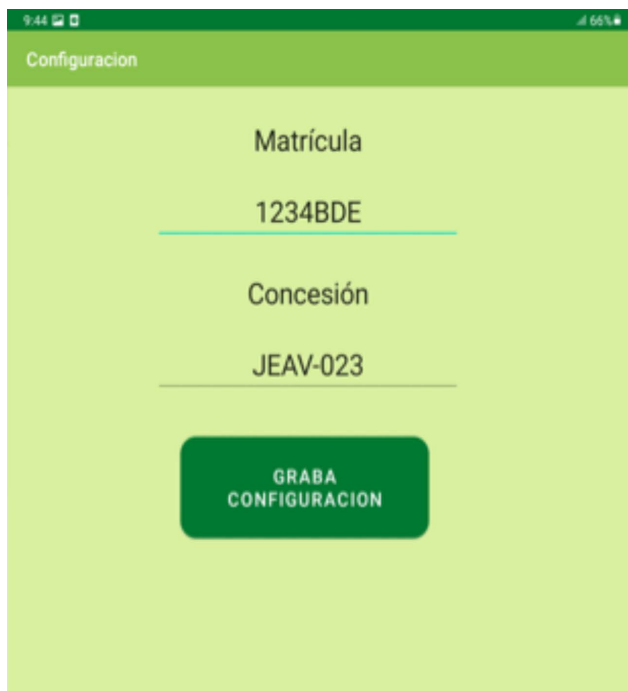 9:44 66%
Configuracion
Matrícula
1234BDE
Concesión
JEAV-023
GRABA
CONFIGURACION